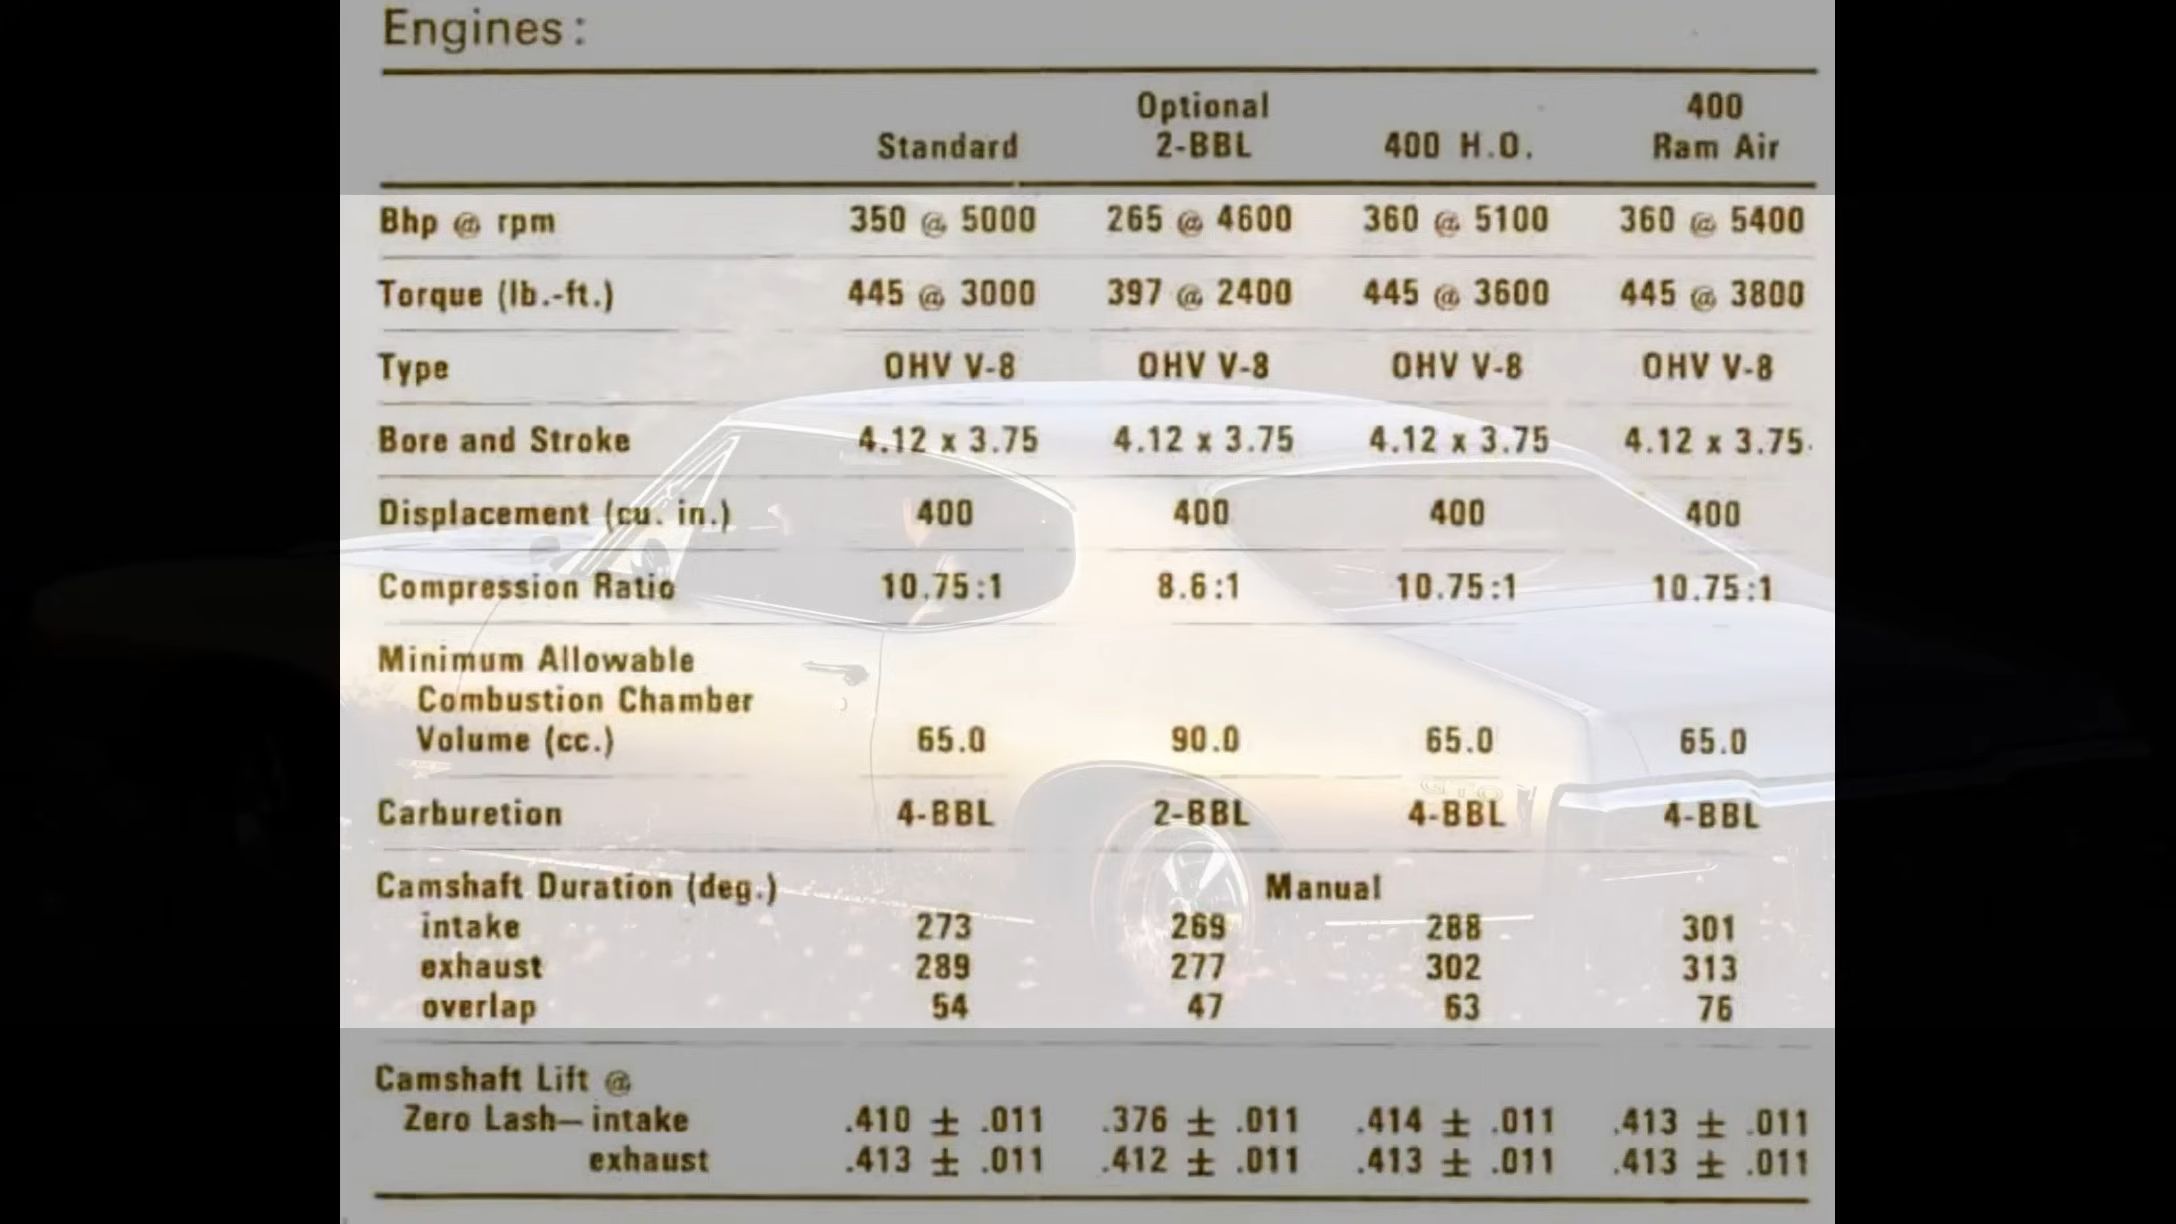 Engines:
Standard Optional 2-BBL 400 H.O. 400 Ram Air
Bhp @ rpm 350 @ 5000 265 @ 4600 360 @ 5100 360 @ 5400
Torque (lb.-ft.) 445 @ 3000 397 @ 2400 445 @ 3600 445 @ 3800
Type OHV V-8 OHV V-8 OHV V-8 OHV V-8
Bore and Stroke 4.12 x 3.75 4.12 x 3.75 4.12 x 3.75 4.12 x 3.75
Displacement (cu. in.) 400 400 400 400
Compression Ratio 10.75:1 8.6:1 10.75:1 10.75:1
Minimum Allowable
Combustion Chamber
Volume (cc.) 65.0 90.0 65.0 65.0
Carburetion 4-BBL 2-BBL 4-BBL 4-BBL
Camshaft Duration (deg.) Manual
intake 273 269 288 301
exhaust 289 277 302 313
overlap 54 47 63 76
Camshaft Lift @
Zero Lash—intake .410 ± .011 .376 ± .011 .414 ± .011 .413 ± .011
exhaust .413 ± .011 .412 ± .011 .413 ± .011 .413 ± .011
GTO